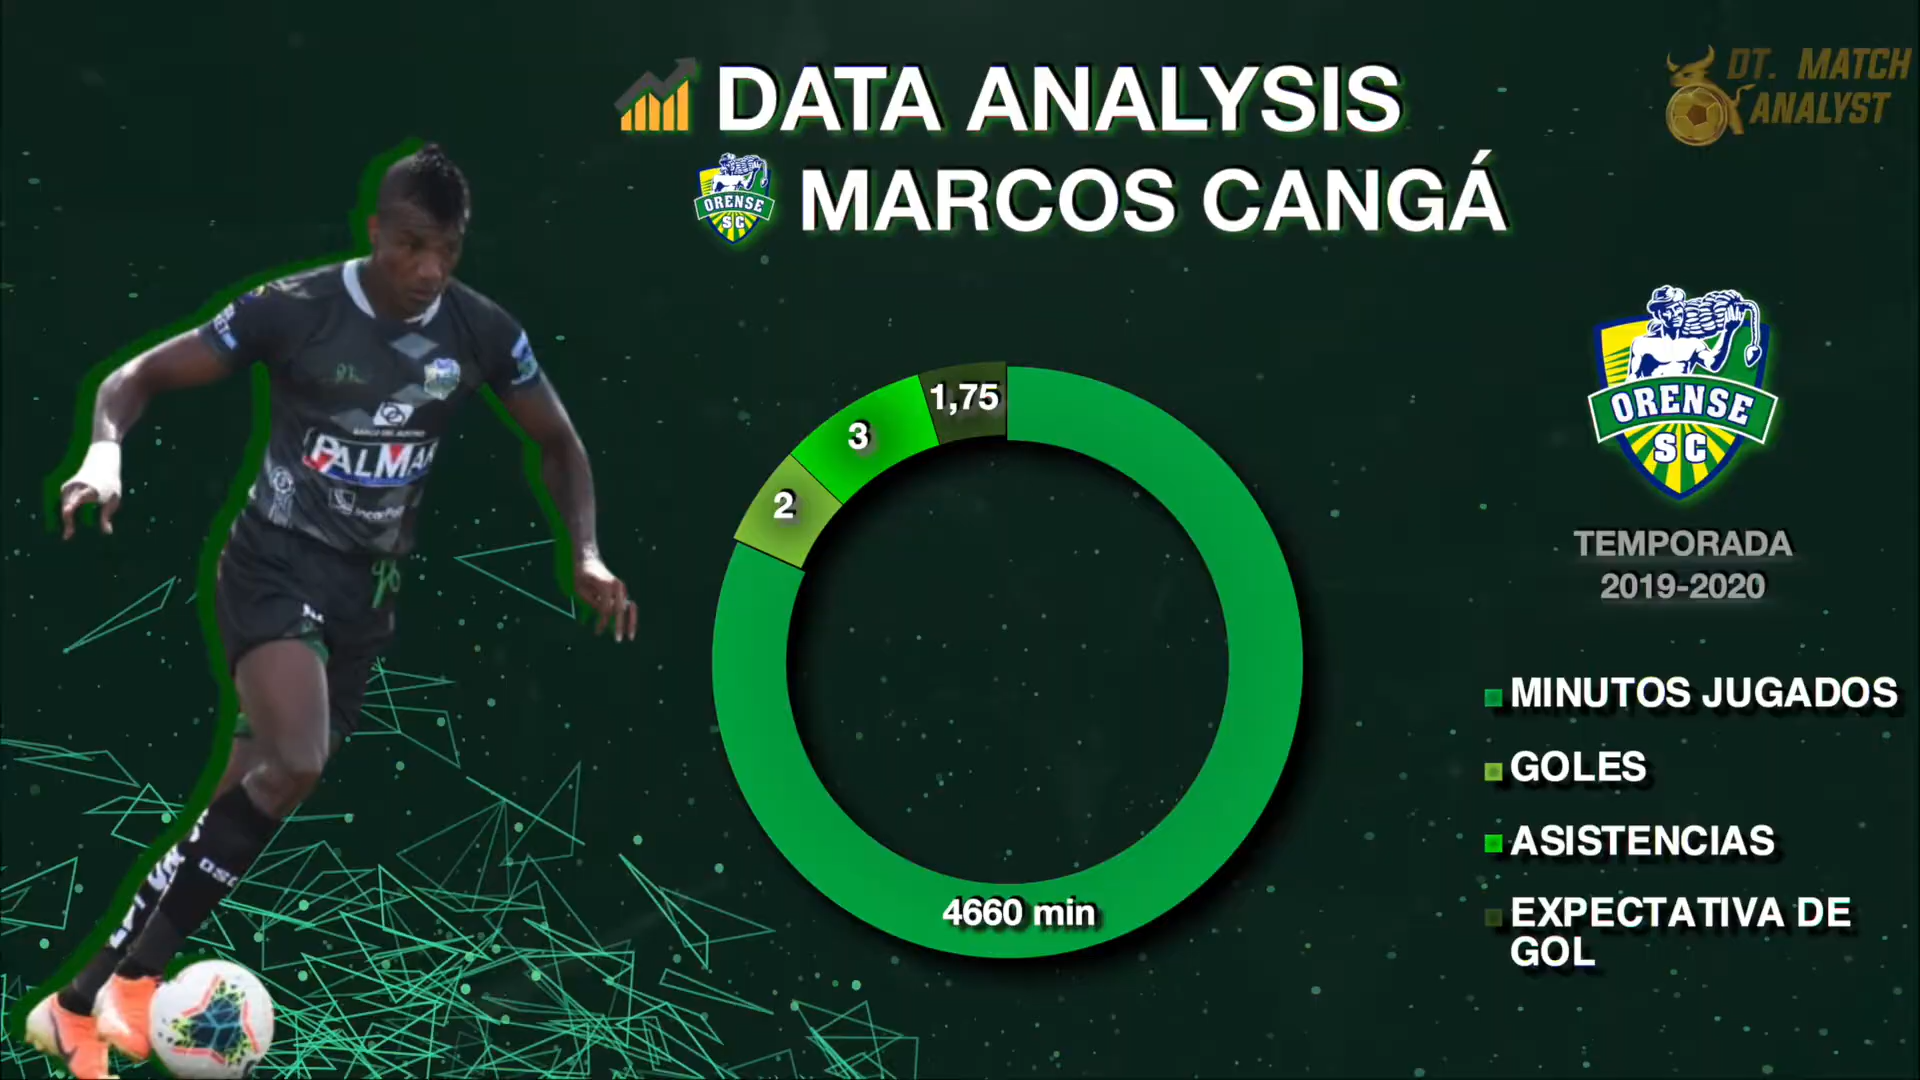 DATA ANALYSIS
DT. MATCH
ANALYST
ORENSE
SC
MARCOS CANGÁ
ORENSE
SC
TEMPORADA
2019-2020
1,75
3
2
4660 min
MINUTOS JUGADOS
GOLES
ASISTENCIAS
EXPECTATIVA DE
GOL